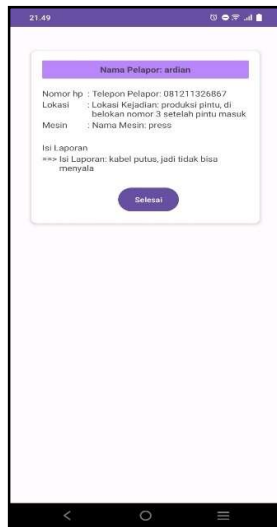 21.49
Nama Pelapor: ardian
Nomor hp : Telepon Pelapor: 081211326867
Lokasi : Lokasi Kejadian: produksi pintu, di
belokan nomor 3 setelah pintu masuk
Mesin : Nama Mesin: press
Isi Laporan
==> Isi Laporan: kabel putus, jadi tidak bisa
menyala
Selesai